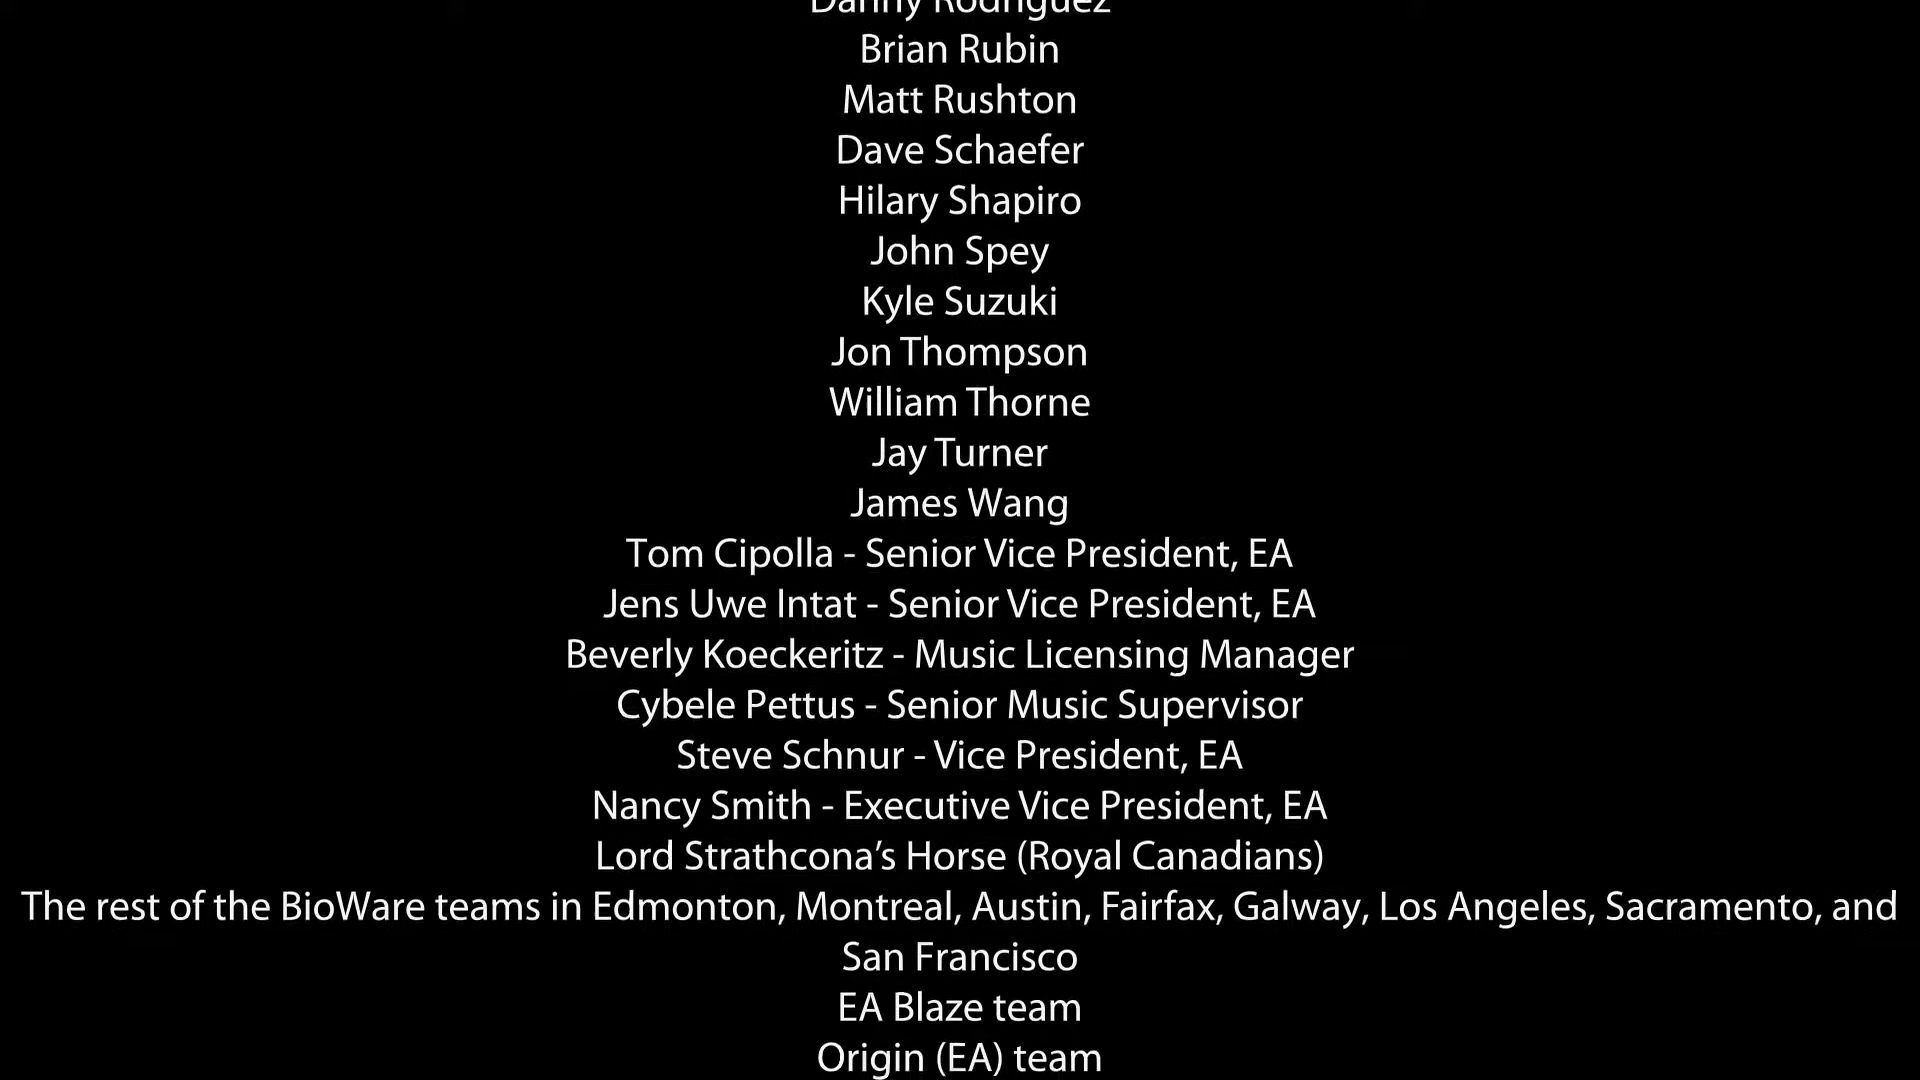 Danny Rodriguez
Brian Rubin
Matt Rushton
Dave Schaefer
Hilary Shapiro
John Spey
Kyle Suzuki
Jon Thompson
William Thorne
Jay Turner
James Wang
Tom Cipolla - Senior Vice President, EA
Jens Uwe Intat - Senior Vice President, EA
Beverly Koeckeritz - Music Licensing Manager
Cybele Pettus - Senior Music Supervisor
Steve Schnur - Vice President, EA
Nancy Smith - Executive Vice President, EA
Lord Strathcona’s Horse (Royal Canadians)
The rest of the BioWare teams in Edmonton, Montreal, Austin, Fairfax, Galway, Los Angeles, Sacramento, and
San Francisco
EA Blaze team
Origin (EA) team